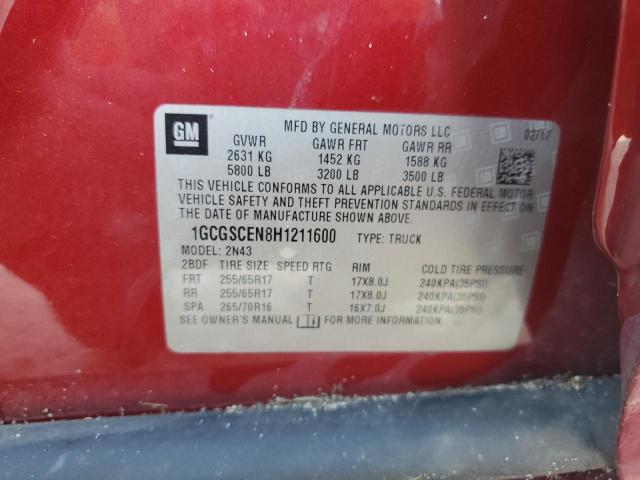 GM
MFD BY GENERAL MOTORS LLC
02/17
GVWR GAWR FRT GAWR RR
2631 KG 1452 KG 1588 KG
5800 LB 3200 LB 3500 LB
THIS VEHICLE CONFORMS TO ALL APPLICABLE U.S. FEDERAL MOTOR
VEHICLE SAFETY AND THEFT PREVENTION STANDARDS IN EFFECT ON
THE DATE OF MANUFACTURE SHOWN ABOVE.
1GCGSCEN8H1211600 TYPE: TRUCK
MODEL: 2N43
2BDF TIRE SIZE SPEED RTG RIM COLD TIRE PRESSURE
FRT 255/65R17 T 17X8.0J 240KPA(35PSI)
RR 255/65R17 T 17X8.0J 240KPA(35PSI)
SPA 265/70R16 T 16X7.0J 240KPA(35PSI)
SEE OWNER'S MANUAL FOR MORE INFORMATION.